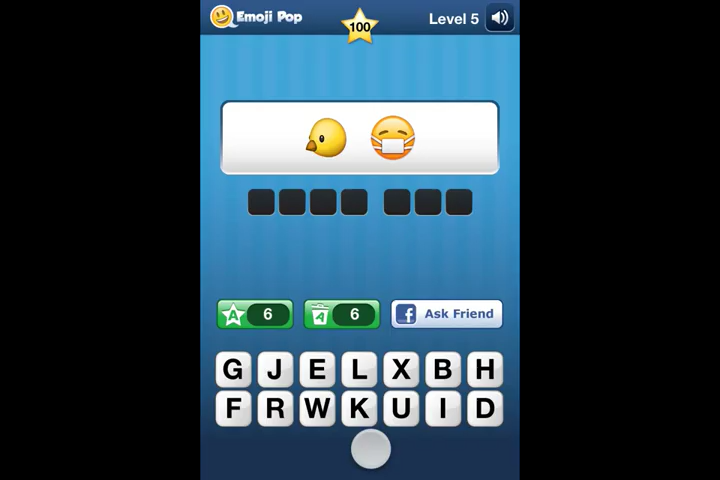 Emoji Pop
100
Level 5
A 6
A 6
f Ask Friend
G J E L X B H
F R W K U I D